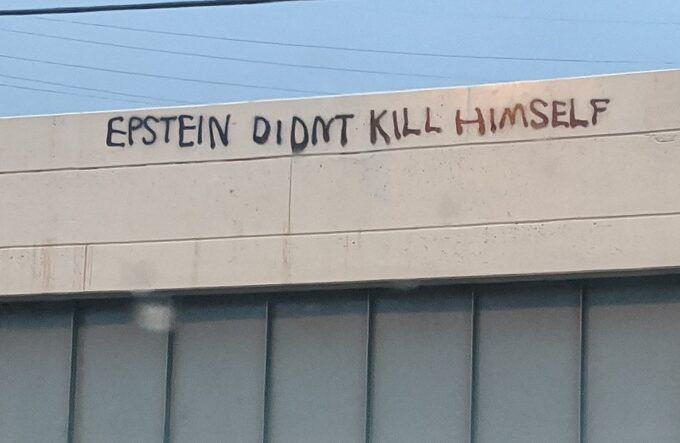 EPSTEIN DIDNT KILL HIMSELF